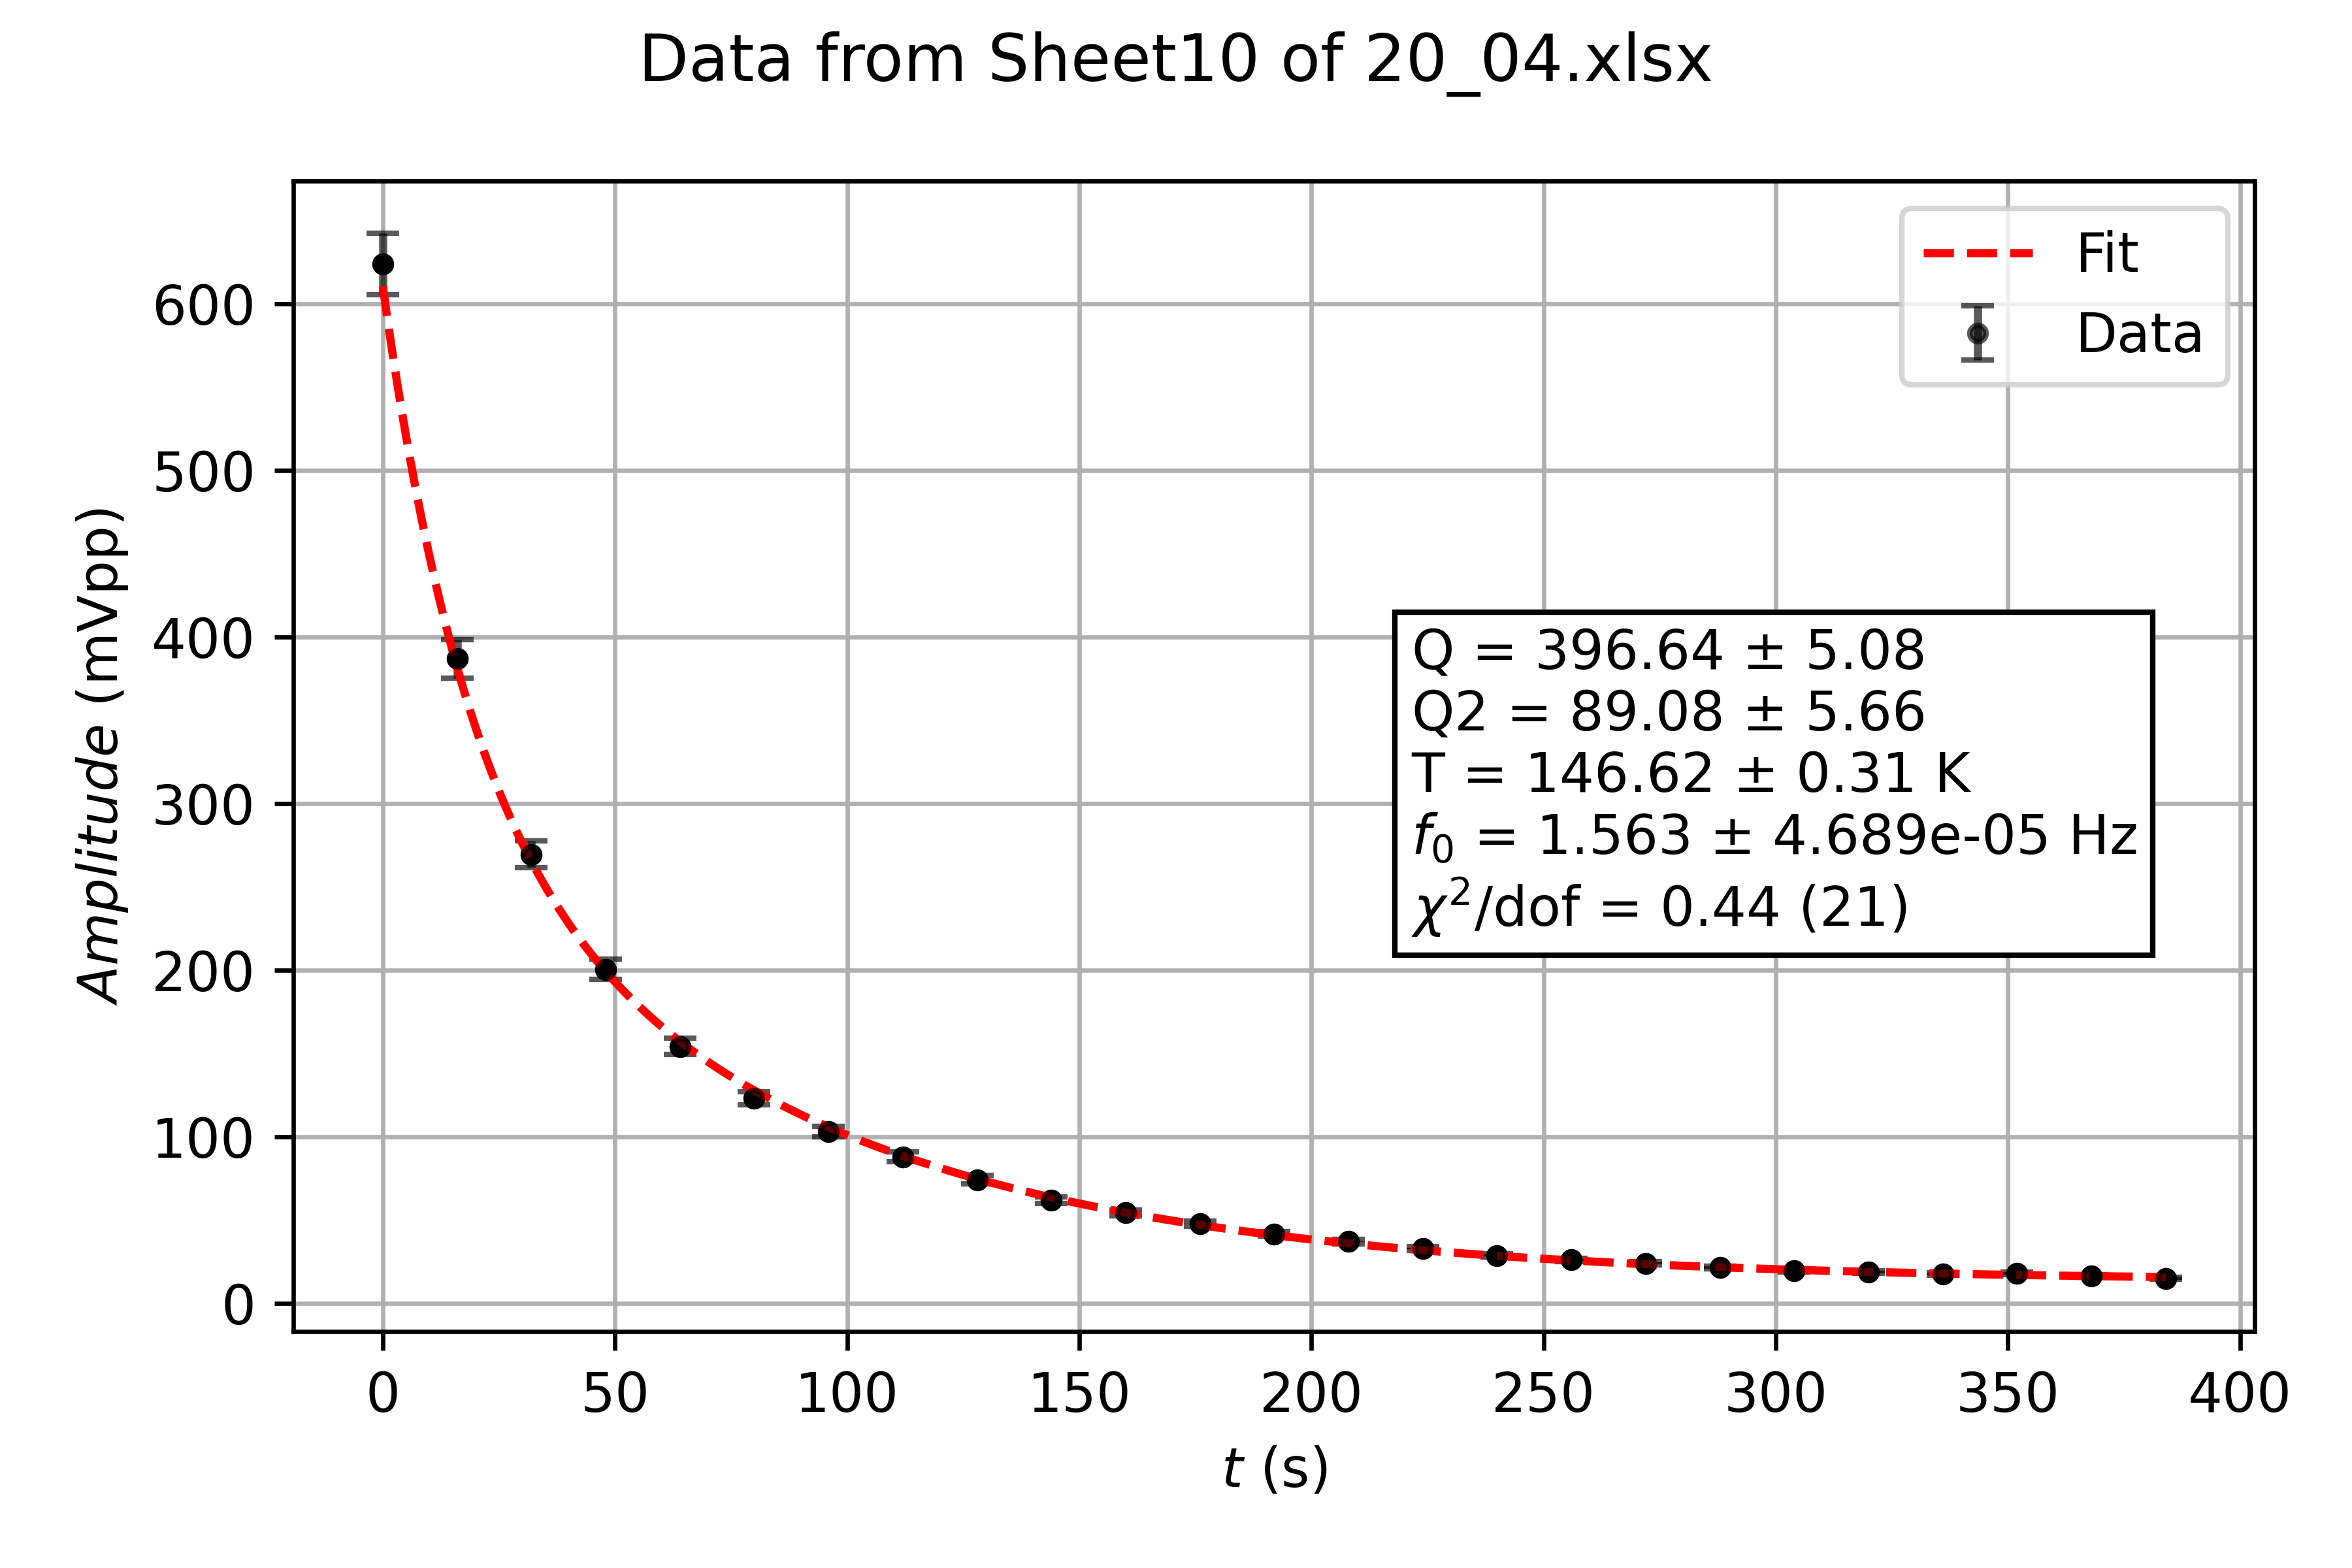 Data from Sheet10 of 20_04.xlsx
Amplitude (mVpp)
600
500
400
300
200
100
0
Fit
Data
Q = 396.64 ± 5.08
Q2 = 89.08 ± 5.66
T = 146.62 ± 0.31 K
f₀ = 1.563 ± 4.689e-05 Hz
χ²/dof = 0.44 (21)
0 50 100 150 200 250 300 350 400
t (s)